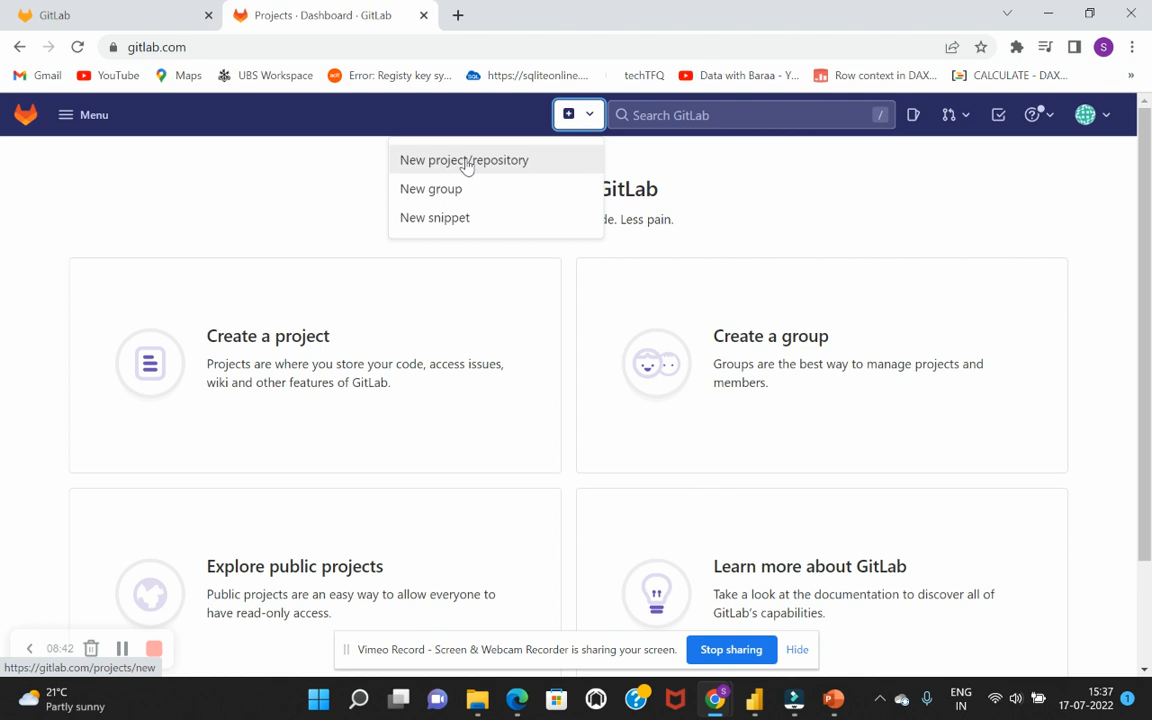 GitLab
Projects · Dashboard · GitLab
gitlab.com
S
Gmail
YouTube
Maps
UBS Workspace
Error: Registy key sy...
https://sqliteonline....
techTFQ
Data with Baraa - Y...
Row context in DAX...
CALCULATE - DAX...
»
Menu
Search GitLab
/
New project/repository
New group
New snippet
GitLab
de. Less pain.
Create a project
Projects are where you store your code, access issues,
wiki and other features of GitLab.
Create a group
Groups are the best way to manage projects and
members.
Explore public projects
Public projects are an easy way to allow everyone to
have read-only access.
Learn more about GitLab
Take a look at the documentation to discover all of
GitLab's capabilities.
08:42
Vimeo Record - Screen & Webcam Recorder is sharing your screen.
Stop sharing
Hide
https://gitlab.com/projects/new
21°C
Partly sunny
ENG
IN
15:37
17-07-2022
1